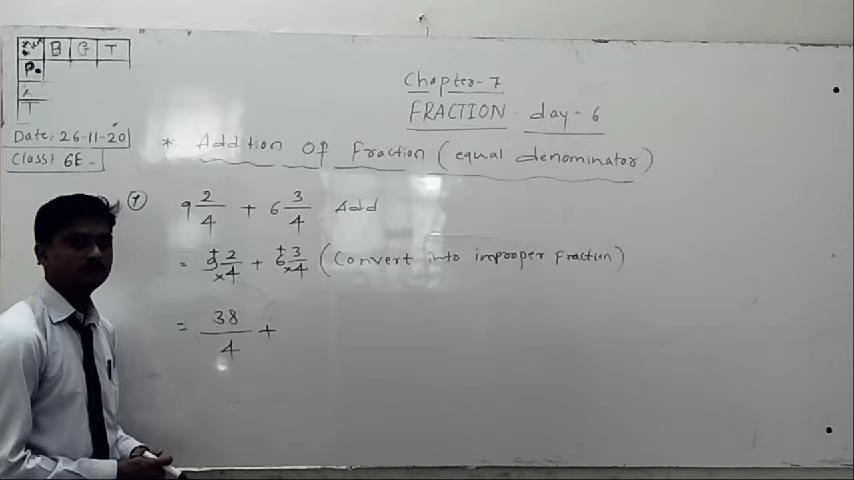 B G T
P.
A
T
Chapter-7
FRACTION - day - 6
Date: 26-11-20
Class: 6E -
* Addtion Of Fraction (equal denominator)
9 2/4 + 6 3/4 Add
= 9 + 2/× 4 + 6 + 3/× 4 (Convert into improper Fraction)
= 38/4 +